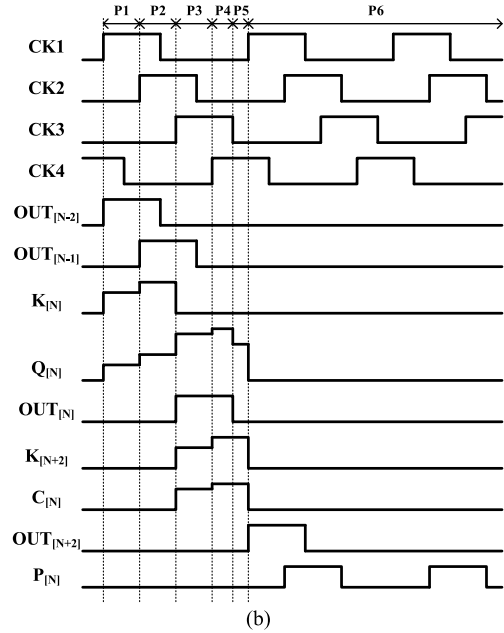 P1 P2 P3 P4 P5 P6
CK1
CK2
CK3
CK4
OUT[N-2]
OUT[N-1]
K[N]
Q[N]
OUT[N]
K[N+2]
C[N]
OUT[N+2]
P[N]
(b)